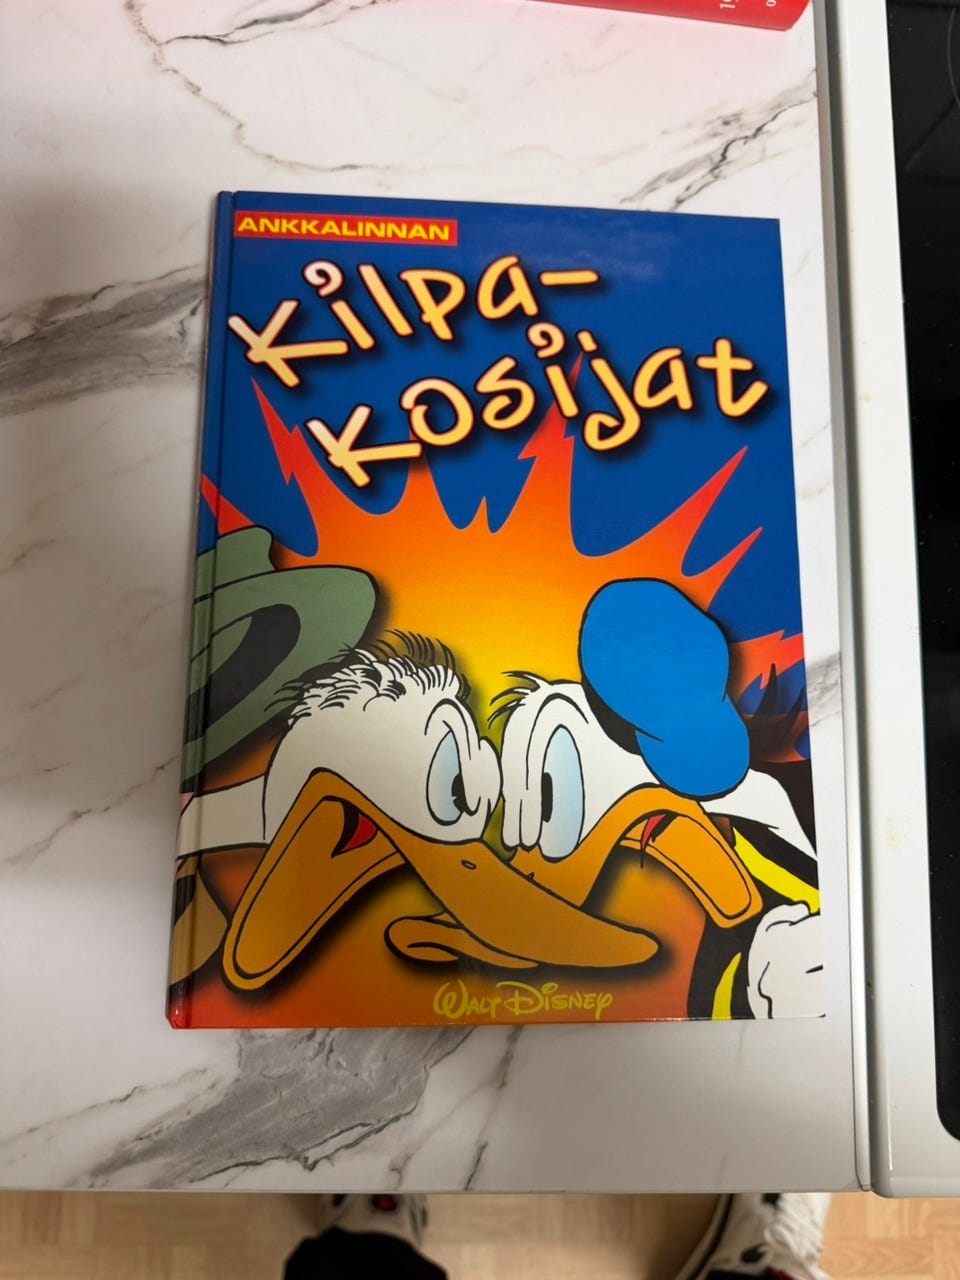 ANKKALINNAN
Kilpa-
kosijat
WALT DISNEY